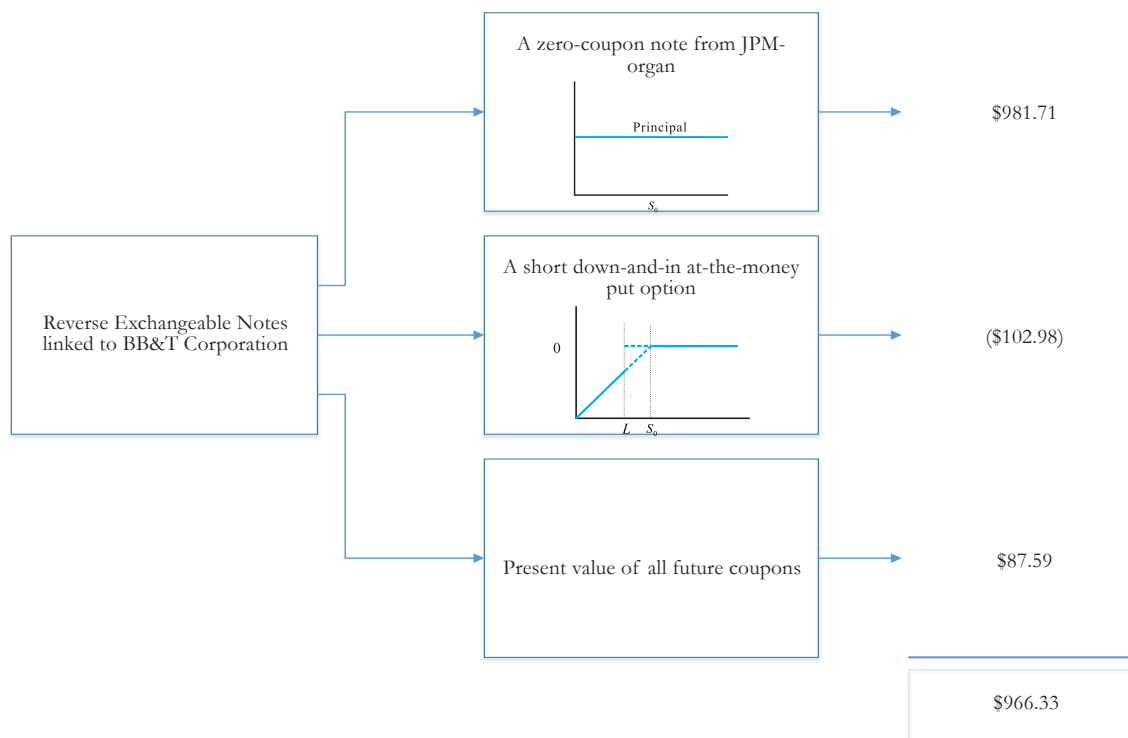 A zero-coupon note from JPM-
organ
Principal
S₀
$981.71
Reverse Exchangeable Notes
linked to BB&T Corporation
A short down-and-in at-the-money
put option
0
L
S₀
($102.98)
Present value of all future coupons
$87.59
$966.33